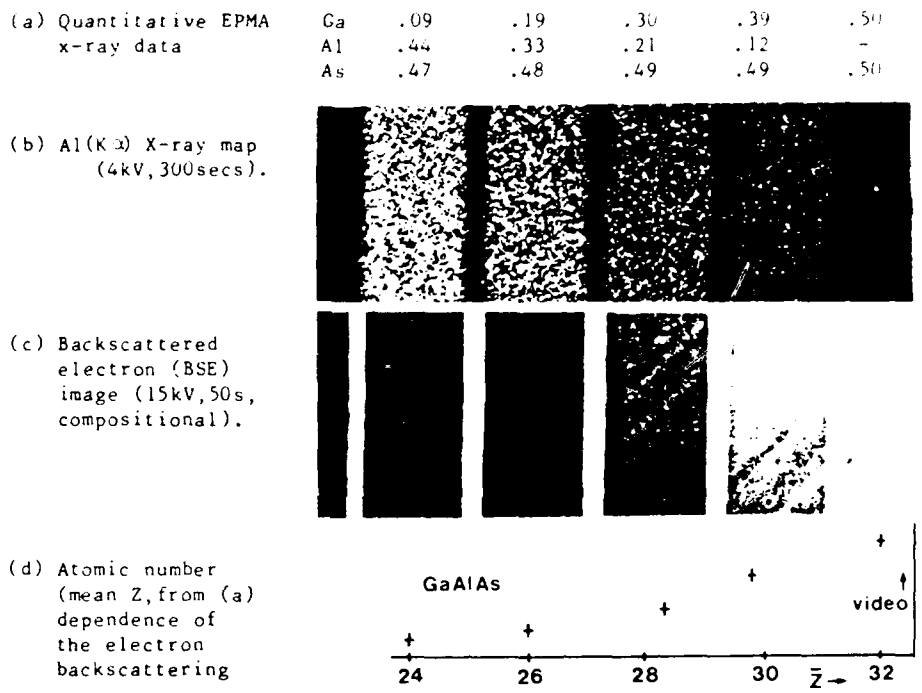 (a) Quantitative EPMA
x-ray data
Ga .09 .19 .30 .39 .50
Al .44 .33 .21 .12 -
As .47 .48 .49 .49 .50
(b) Al(Kα) X-ray map
(4kV,300secs).
(c) Backscattered
electron (BSE)
image (15kV,50s,
compositional).
(d) Atomic number
(mean Z,from (a)
dependence of
the electron
backscattering
GaAlAs
video
24 26 28 30 Z̄→ 32